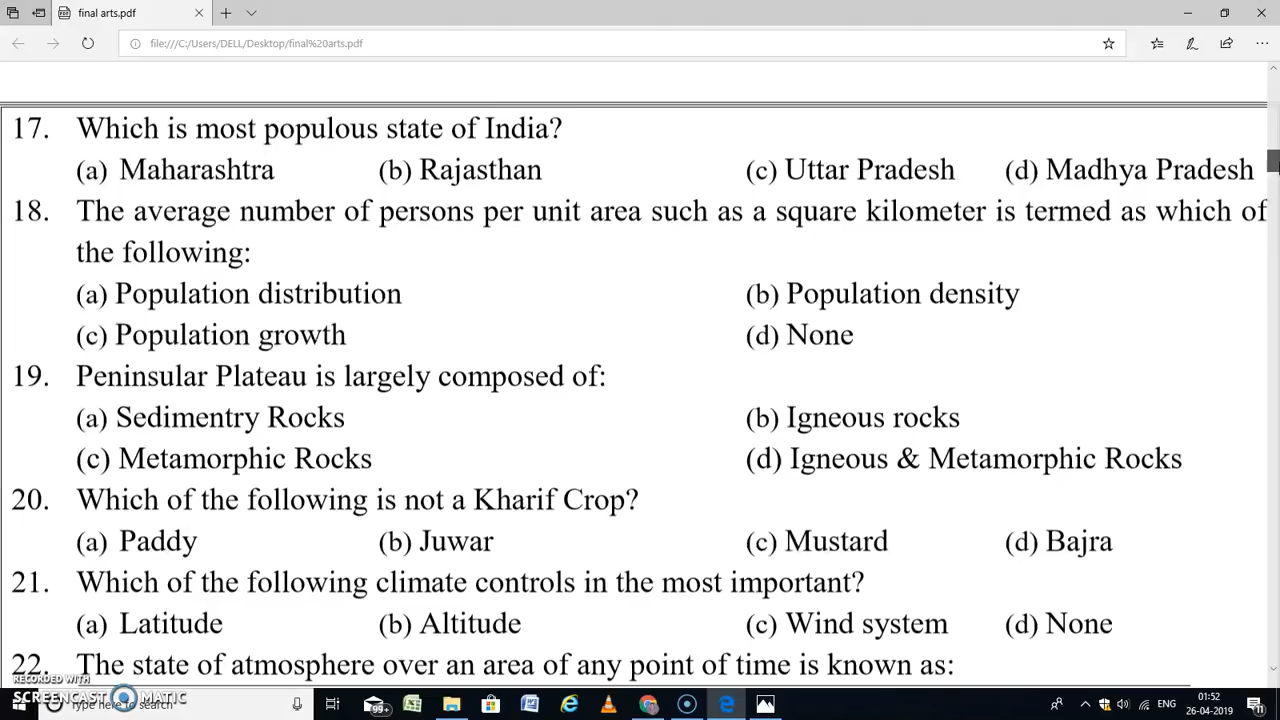 final arts.pdf
file:///C:/Users/DELL/Desktop/final%20arts.pdf
17. Which is most populous state of India?
(a) Maharashtra (b) Rajasthan (c) Uttar Pradesh (d) Madhya Pradesh
18. The average number of persons per unit area such as a square kilometer is termed as which of
the following:
(a) Population distribution (b) Population density
(c) Population growth (d) None
19. Peninsular Plateau is largely composed of:
(a) Sedimentry Rocks (b) Igneous rocks
(c) Metamorphic Rocks (d) Igneous & Metamorphic Rocks
20. Which of the following is not a Kharif Crop?
(a) Paddy (b) Juwar (c) Mustard (d) Bajra
21. Which of the following climate controls in the most important?
(a) Latitude (b) Altitude (c) Wind system (d) None
22. The state of atmosphere over an area of any point of time is known as:
RECORDED WITH
SCREENCAST MATIC
Type here to search
99+
ENG
01:52
26-04-2019
11